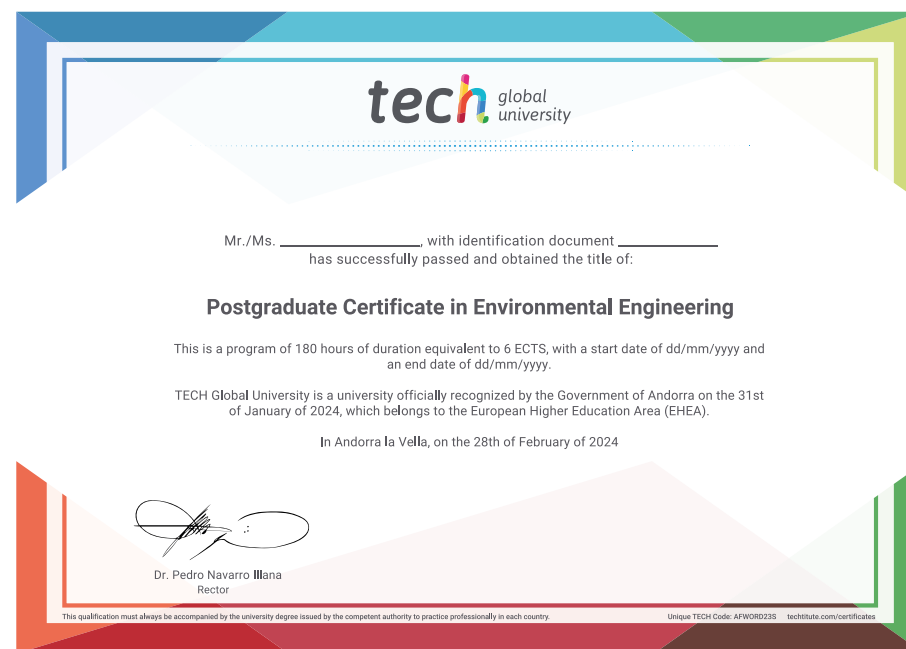 tech global university
Mr./Ms. ____________, with identification document ____________
has successfully passed and obtained the title of:
Postgraduate Certificate in Environmental Engineering
This is a program of 180 hours of duration equivalent to 6 ECTS, with a start date of dd/mm/yyyy and
an end date of dd/mm/yyyy.
TECH Global University is a university officially recognized by the Government of Andorra on the 31st
of January of 2024, which belongs to the European Higher Education Area (EHEA).
In Andorra la Vella, on the 28th of February of 2024
Dr. Pedro Navarro Illana
Rector
This qualification must always be accompanied by the university degree issued by the competent authority to practice professionally in each country.
Unique TECH Code: AFWORD23S techtitute.com/certificates